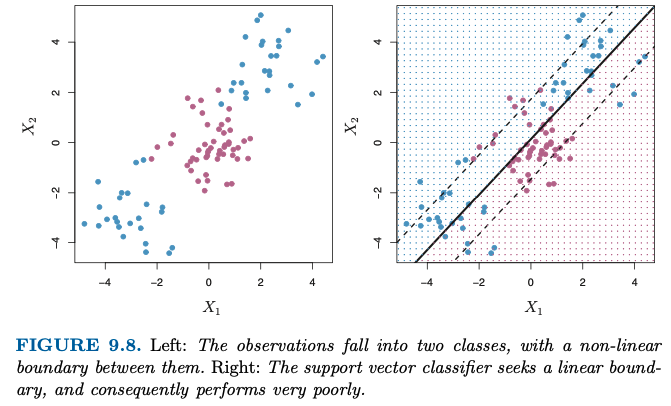 4
2
0
−2
−4
X2
−4 −2 0 2 4
X1
4
2
0
−2
−4
X2
−4 −2 0 2 4
X1
FIGURE 9.8. Left: The observations fall into two classes, with a non-linear
boundary between them. Right: The support vector classifier seeks a linear bound-
ary, and consequently performs very poorly.